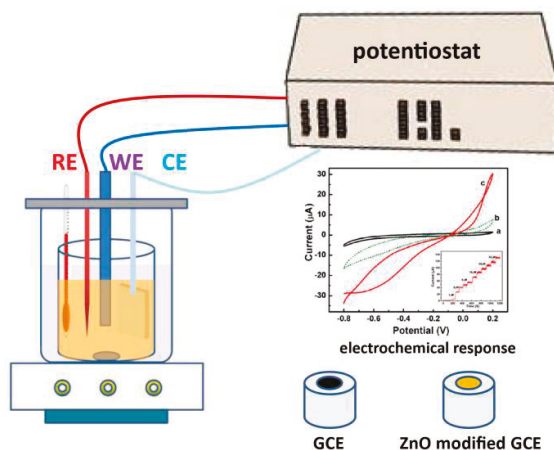 potentiostat
RE WE CE
30
20
10
0
-10
-20
-30
Current (μA)
c
b
a
-0.8 -0.6 -0.4 -0.2 0.0 0.2
Potential (V)
electrochemical response
GCE ZnO modified GCE